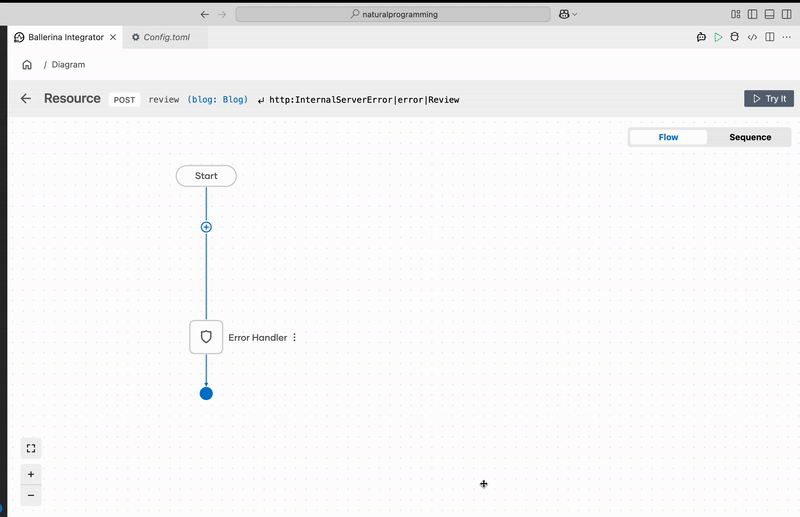 naturalprogramming
Ballerina Integrator
Config.toml
/ Diagram
Resource POST review (blog: Blog) ↵ http:InternalServerError|error|Review
Try It
Flow
Sequence
Start
Error Handler